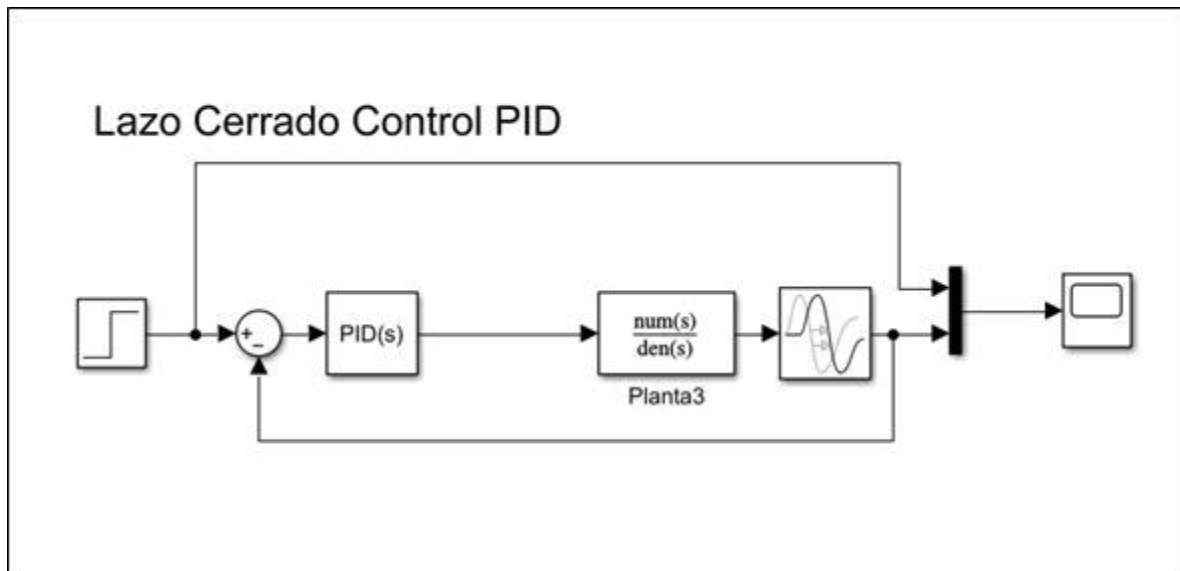 Lazo Cerrado Control PID
+
−
PID(s)
num(s)
den(s)
Planta3